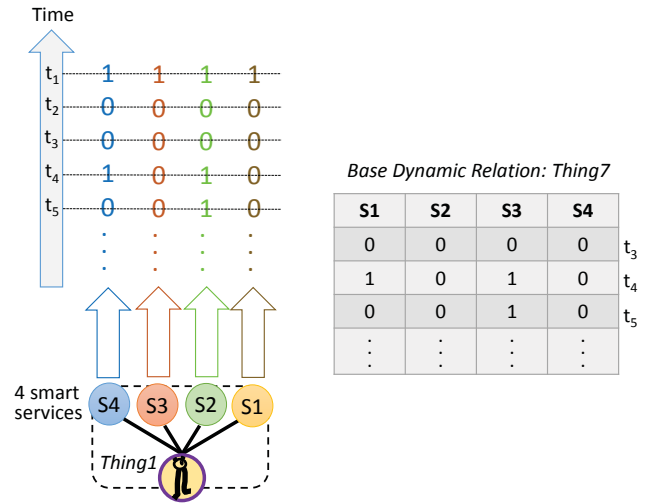 Time
t1 1 1 1 1
t2 0 0 0 0
t3 0 0 0 0
t4 1 0 1 0
t5 0 0 1 0
. . . .
. . . .
. . . .
4 smart
services
S4 S3 S2 S1
Thing1
Base Dynamic Relation: Thing7
S1 S2 S3 S4
0 0 0 0 t3
1 0 1 0 t4
0 0 1 0 t5
: : : :